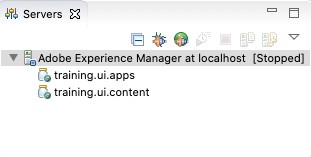 Servers
Adobe Experience Manager at localhost [Stopped]
training.ui.apps
training.ui.content